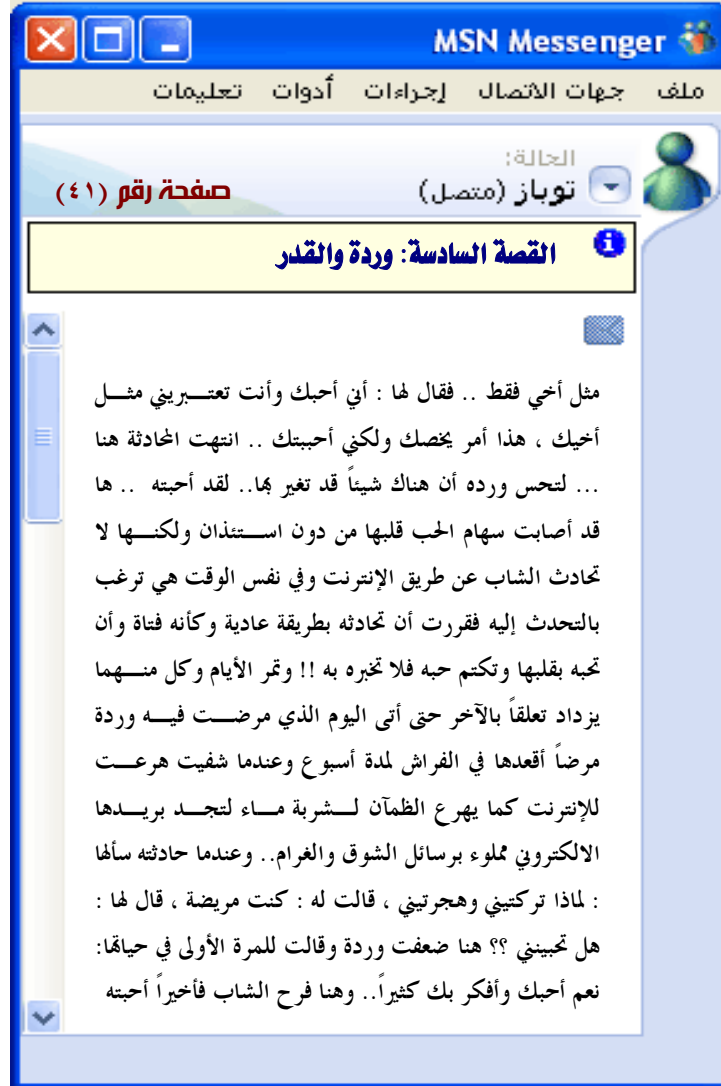 MSN Messenger
ملف جهات الاتصال إجراءات أدوات تعليمات
الحالة:
توباز (متصل)
صفحة رقم (٤١)
القصة السادسة: وردة والقدر
مثل أخي فقط .. فقال لها : أني أحبك وأنت تعتبريني مثل
أخيك ، هذا أمر يخصك ولكني أحببتك .. انتهت المحادثة هنا
... لتحس ورده أن هناك شيئاً قد تغير بها.. لقد أحبته .. ها
قد أصابت سهام الحب قلبها من دون استئذان ولكنها لا
تحادث الشاب عن طريق الإنترنت وفي نفس الوقت هي ترغب
بالتحدث إليه فقررت أن تحادثه بطريقة عادية وكأنه فتاة وأن
تحبه بقلبها وتكتم حبه فلا تخبره به !! وتمر الأيام وكل منهما
يزداد تعلقاً بالآخر حتى أتى اليوم الذي مرضت فيه وردة
مرضاً أقعدها في الفراش لمدة أسبوع وعندما شفيت هرعت
للإنترنت كما يهرع الظمآن لشربة ماء لتجد بريدها
الالكتروني مملوء برسائل الشوق والغرام.. وعندما حادثته سألها
: لماذا تركتيني وهجرتيني ، قالت له : كنت مريضة ، قال لها :
هل تحبينني ؟؟ هنا ضعفت وردة وقالت للمرة الأولى في حياتها:
نعم أحبك وأفكر بك كثيراً.. وهنا فرح الشاب فأخيراً أحبته